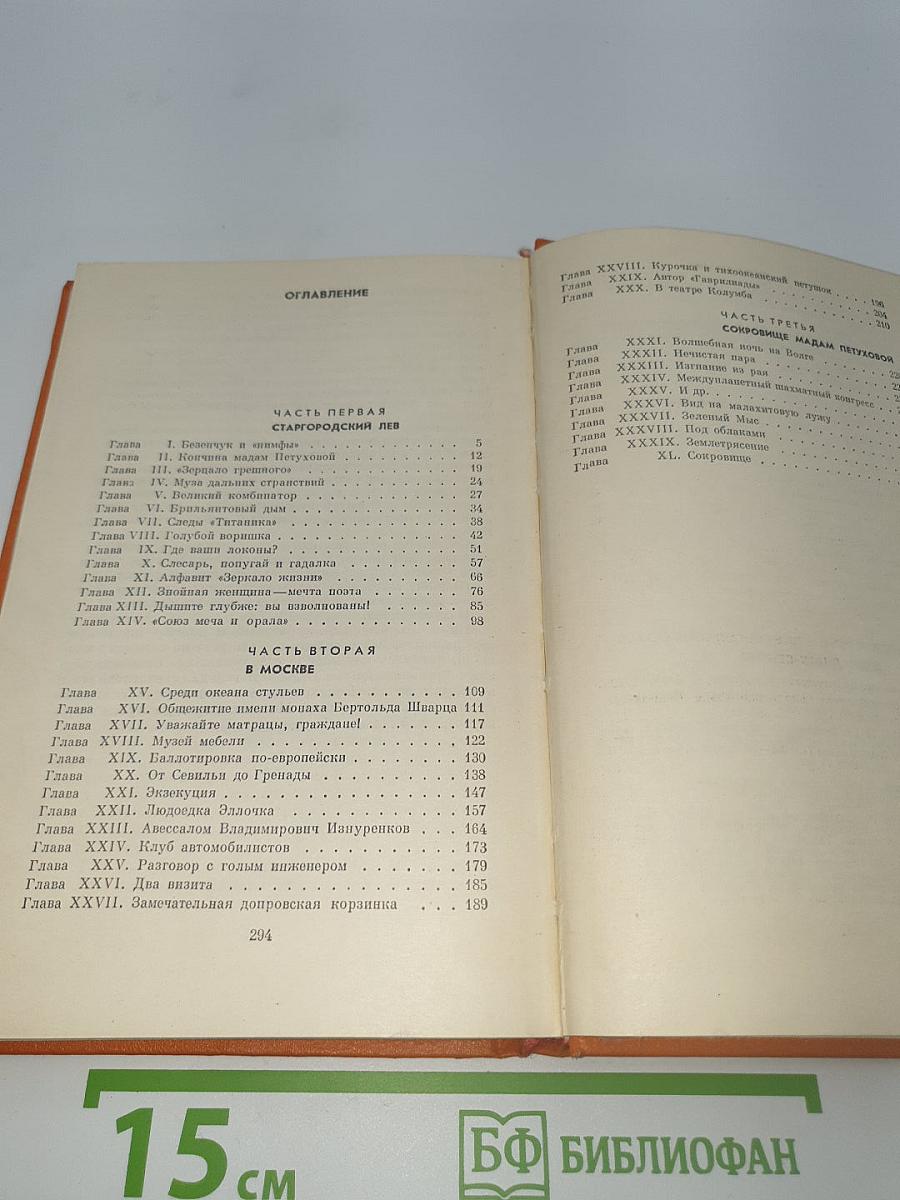 ОГЛАВЛЕНИЕ
ЧАСТЬ ПЕРВАЯ
СТАРГОРОДСКИЙ ЛЕВ
Глава I. Безенчук и «нимфы» . . . . . . . . . . . 5
Глава II. Кончина мадам Петуховой . . . . . . . . . 12
Глава III. «Зерцало грешного» . . . . . . . . . . . 19
Глава IV. Муза дальних странствий . . . . . . . . . 24
Глава V. Великий комбинатор . . . . . . . . . . . 27
Глава VI. Брильянтовый дым . . . . . . . . . . . . 34
Глава VII. Следы «Титаника» . . . . . . . . . . . . 38
Глава VIII. Голубой воришка . . . . . . . . . . . . 42
Глава IX. Где ваши локоны? . . . . . . . . . . . . 51
Глава X. Слесарь, попугай и гадалка . . . . . . . . 57
Глава XI. Алфавит «Зеркало жизни» . . . . . . . . . 66
Глава XII. Знойная женщина — мечта поэта . . . . . . 76
Глава XIII. Дышите глубже: вы взволнованы! . . . . . . 85
Глава XIV. «Союз меча и орала» . . . . . . . . . . . . 98
ЧАСТЬ ВТОРАЯ
В МОСКВЕ
Глава XV. Среди океана стульев . . . . . . . . . . . 109
Глава XVI. Общежитие имени монаха Бертольда Шварца 111
Глава XVII. Уважайте матрацы, граждане! . . . . . . . 117
Глава XVIII. Музей мебели . . . . . . . . . . . . . . 122
Глава XIX. Баллотировка по-европейски . . . . . . . . 130
Глава XX. От Севильи до Гренады . . . . . . . . . . 138
Глава XXI. Экзекуция . . . . . . . . . . . . . . . . 147
Глава XXII. Людоедка Эллочка . . . . . . . . . . . . 157
Глава XXIII. Авессалом Владимирович Изнуренков . . . 164
Глава XXIV. Клуб автомобилистов . . . . . . . . . . 173
Глава XXV. Разговор с голым инженером . . . . . . . 179
Глава XXVI. Два визита . . . . . . . . . . . . . . . 185
Глава XXVII. Замечательная допровская корзинка . . . 189
294
Глава XXVIII. Курочка и тихоокеанский петушок . . . . 196
Глава XXIX. Автор «Гаврилиады» . . . . . . . . . . 204
Глава XXX. В театре Колумба . . . . . . . . . . . 210
ЧАСТЬ ТРЕТЬЯ
СОКРОВИЩЕ МАДАМ ПЕТУХОВОЙ
Глава XXXI. Волшебная ночь на Волге . . . . . . . .
Глава XXXII. Нечистая пара . . . . . . . . . . .
Глава XXXIII. Изгнание из рая . . . . . . . . . .
Глава XXXIV. Междупланетный шахматный конгресс . .
Глава XXXV. И др. . . . . . . . . . . . .
Глава XXXVI. Вид на малахитовую лужу . . . .
Глава XXXVII. Зеленый Мыс . . . . . . . . .
Глава XXXVIII. Под облаками . . . . . . . .
Глава XXXIX. Землетрясение . . . . . . . .
Глава XL. Сокровище . . . . . . . . . .
15 см
БФ БИБЛИОФАН